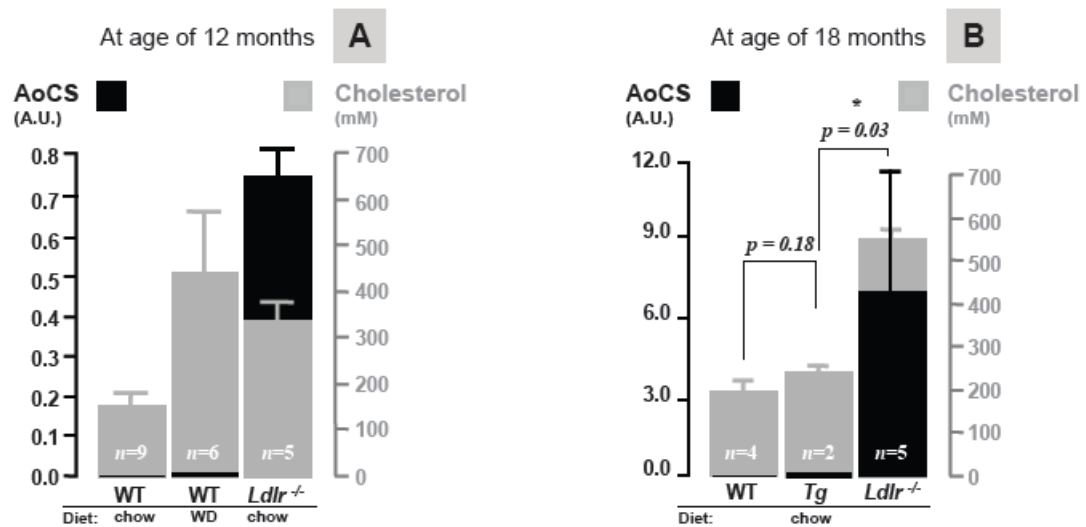 At age of 12 months A
AoCS
(A.U.)
Cholesterol
(mM)
0.8
0.7
0.6
0.5
0.4
0.3
0.2
0.1
0.0
700
600
500
400
300
200
100
0
n=9 n=6 n=5
WT WT Ldlr -/-
Diet: chow WD chow
At age of 18 months B
AoCS
(A.U.)
Cholesterol
(mM)
*
p = 0.03
p = 0.18
12.0
9.0
6.0
3.0
0.0
700
600
500
400
300
200
100
0
n=4 n=2 n=5
WT Tg Ldlr -/-
Diet: chow